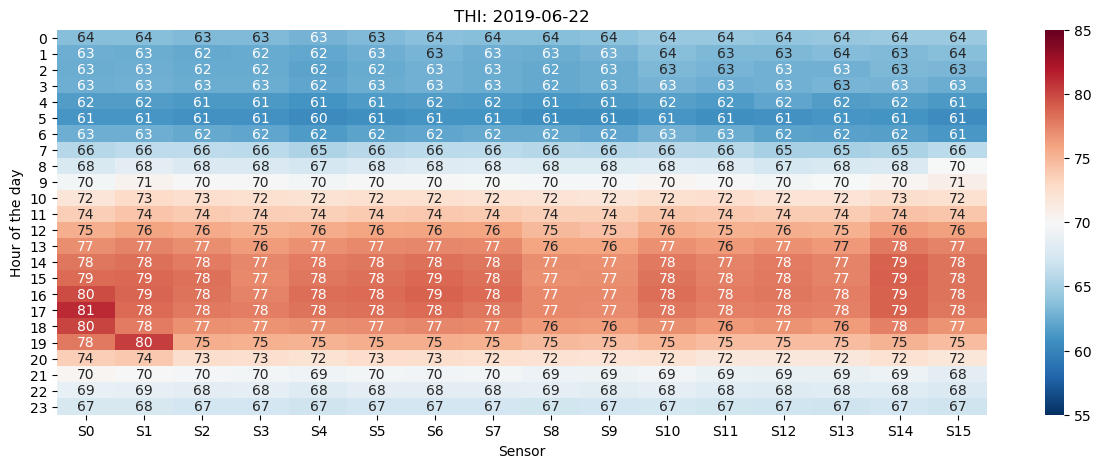 THI: 2019-06-22
0 64 64 63 63 63 63 64 64 64 64 64 64 64 64 64 64
1 63 63 62 62 62 62 63 63 63 63 64 63 63 64 63 64
2 63 63 62 62 62 62 63 63 62 63 63 63 63 63 63 63
3 63 63 63 63 62 63 63 63 62 63 63 63 63 63 63 63
4 62 62 61 61 61 61 62 62 61 61 62 62 62 62 62 61
5 61 61 61 61 60 61 61 61 61 61 61 61 61 61 61 61
6 63 63 62 62 62 62 62 62 62 62 63 63 62 62 62 61
7 66 66 66 66 65 66 66 66 66 66 66 66 65 65 65 66
8 68 68 68 68 67 68 68 68 68 68 68 68 67 68 68 70
9 70 71 70 70 70 70 70 70 70 70 70 70 70 70 70 71
10 72 73 73 72 72 72 72 72 72 72 72 72 72 72 73 72
11 74 74 74 74 74 74 74 74 74 74 74 74 74 74 74 74
12 75 76 76 75 76 76 76 76 75 75 76 75 76 75 76 76
13 77 77 77 76 77 77 77 77 76 76 77 76 77 77 78 77
14 78 78 78 77 78 78 78 78 77 77 78 77 78 77 79 78
15 79 79 78 77 78 78 79 78 77 77 78 78 78 77 79 78
16 80 79 78 77 78 78 79 78 77 77 78 78 78 78 79 78
17 81 78 78 77 78 78 78 78 77 77 78 78 78 78 79 78
18 80 78 77 77 77 77 77 77 76 76 77 76 77 76 78 77
19 78 80 75 75 75 75 75 75 75 75 75 75 75 75 75 75
20 74 74 73 73 72 73 73 72 72 72 72 72 72 72 72 72
21 70 70 70 70 69 70 70 70 69 69 69 69 69 69 69 68
22 69 69 68 68 68 68 68 68 68 68 68 68 68 68 68 68
23 67 68 67 67 67 67 67 67 67 67 67 67 67 67 67 67
S0 S1 S2 S3 S4 S5 S6 S7 S8 S9 S10 S11 S12 S13 S14 S15
Sensor
Hour of the day
85
80
75
70
65
60
55